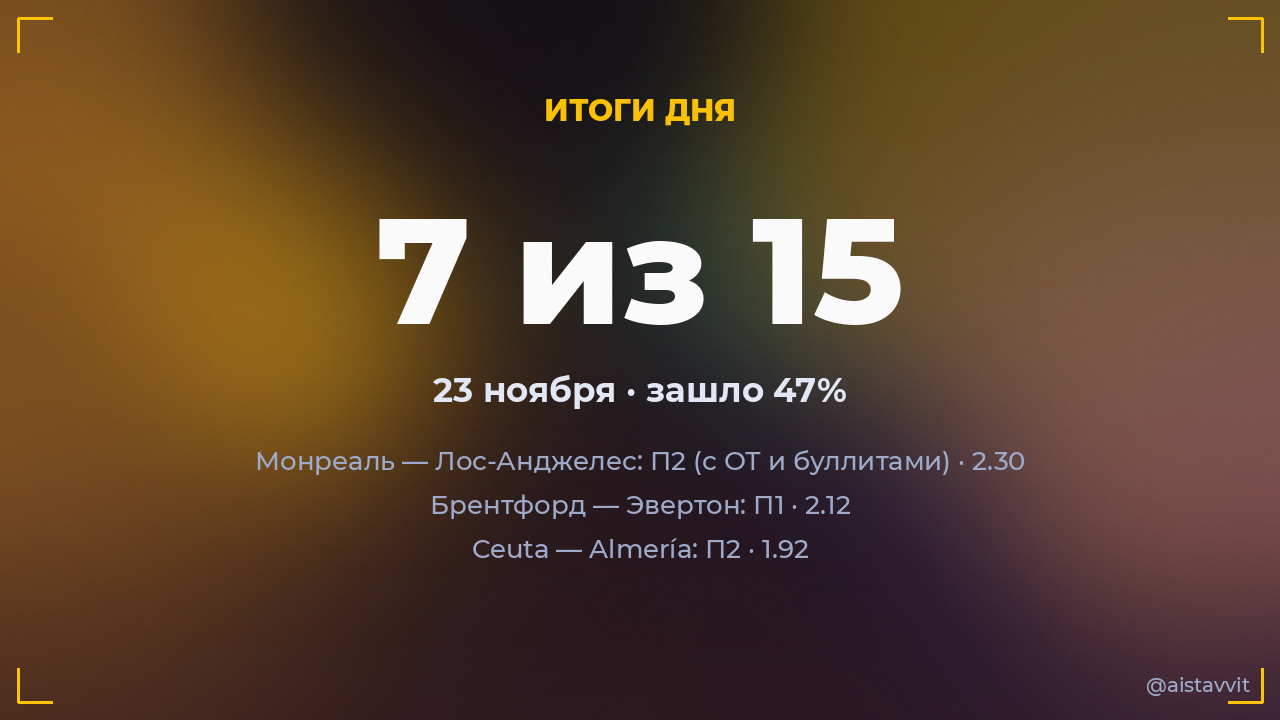 ИТОГИ ДНЯ
7 из 15
23 ноября · зашло 47%
Монреаль — Лос-Анджелес: П2 (с ОТ и буллитами) · 2.30
Брентфорд — Эвертон: П1 · 2.12
Ceuta — Almería: П2 · 1.92
@aistavvit